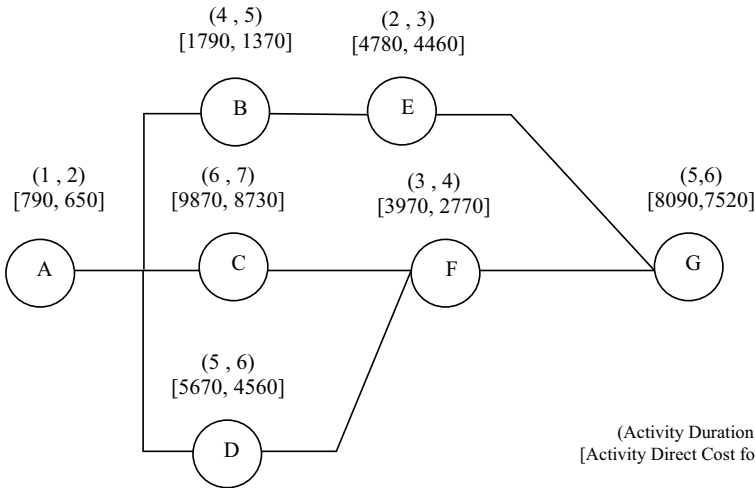 (4 , 5)
[1790, 1370]
(2 , 3)
[4780, 4460]
B
E
(1 , 2)
[790, 650]
(6 , 7)
[9870, 8730]
(3 , 4)
[3970, 2770]
(5,6)
[8090,7520]
A
C
F
G
(5 , 6)
[5670, 4560]
D
(Activity Duration
[Activity Direct Cost fo